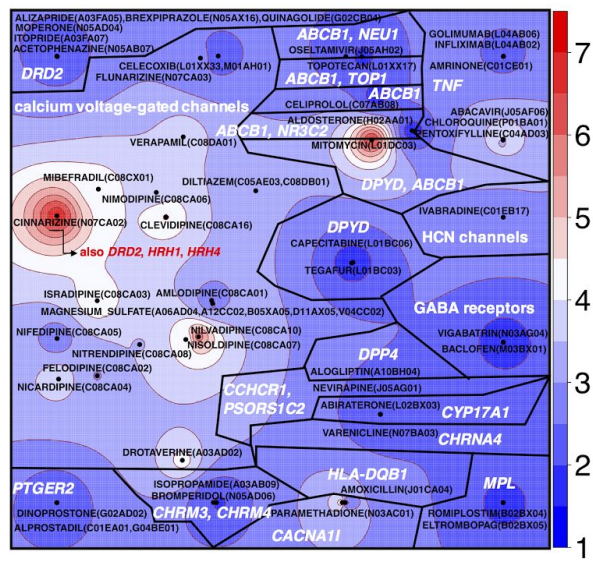 ALIZAPRIDE(A03FA05),BREXPIPRAZOLE(N05AX16),QUINAGOLIDE(G02CB04)
MOPERONE(N05AD04)
ITOPRIDE(A03FA07)
ACETOPHENAZINE(N05AB07)
DRD2
CELECOXIB(L01XX33,M01AH01)
FLUNARIZINE(N07CA03)
ABCB1, NEU1
OSELTAMIVIR(J05AH02)
TOPOTECAN(L01XX17)
ABCB1, TOP1
ABCB1
CELIPROLOL(C07AB08)
GOLIMUMAB(L04AB06)
INFLIXIMAB(L04AB02)
AMRINONE(C01CE01)
TNF
ABACAVIR(J05AF06)
CHLOROQUINE(P01BA01)
PENTOXIFYLLINE(C04AD03)
calcium voltage-gated channels
ALDOSTERONE(H02AA01)
ABCB1, NR3C2
MITOMYCIN(L01DC03)
VERAPAMIL(C08DA01)
DPYD, ABCB1
MIBEFRADIL(C08CX01)
NIMODIPINE(C08CA06)
DILTIAZEM(C05AE03,C08DB01)
CINNARIZINE(N07CA02)
CLEVIDIPINE(C08CA16)
also DRD2, HRH1, HRH4
IVABRADINE(C01EB17)
HCN channels
DPYD
CAPECITABINE(L01BC06)
TEGAFUR(L01BC03)
ISRADIPINE(C08CA03)
AMLODIPINE(C08CA01)
MAGNESIUM_SULFATE(A06AD04,A12CC02,B05XA05,D11AX05,V04CC02)
GABA receptors
NIFEDIPINE(C08CA05)
NILVADIPINE(C08CA10)
NISOLDIPINE(C08CA07)
NITRENDIPINE(C08CA08)
VIGABATRIN(N03AG04)
BACLOFEN(M03BX01)
FELODIPINE(C08CA02)
NICARDIPINE(C08CA04)
DPP4
ALOGLIPTIN(A10BH04)
CCHCR1,
PSORS1C2
NEVIRAPINE(J05AG01)
ABIRATERONE(L02BX03)
CYP17A1
VARENICLINE(N07BA03)
CHRNA4
DROTAVERINE(A03AD02)
PTGER2
ISOPROPAMIDE(A03AB09)
BROMPERIDOL(N05AD06)
CHRM3, CHRM4
HLA-DQB1
AMOXICILLIN(J01CA04)
MPL
DINOPROSTONE(G02AD02)
ALPROSTADIL(C01EA01,G04BE01)
PARAMETHADIONE(N03AC01)
CACNA1I
ROMIPLOSTIM(B02BX04)
ELTROMBOPAG(B02BX05)
7
6
5
4
3
2
1